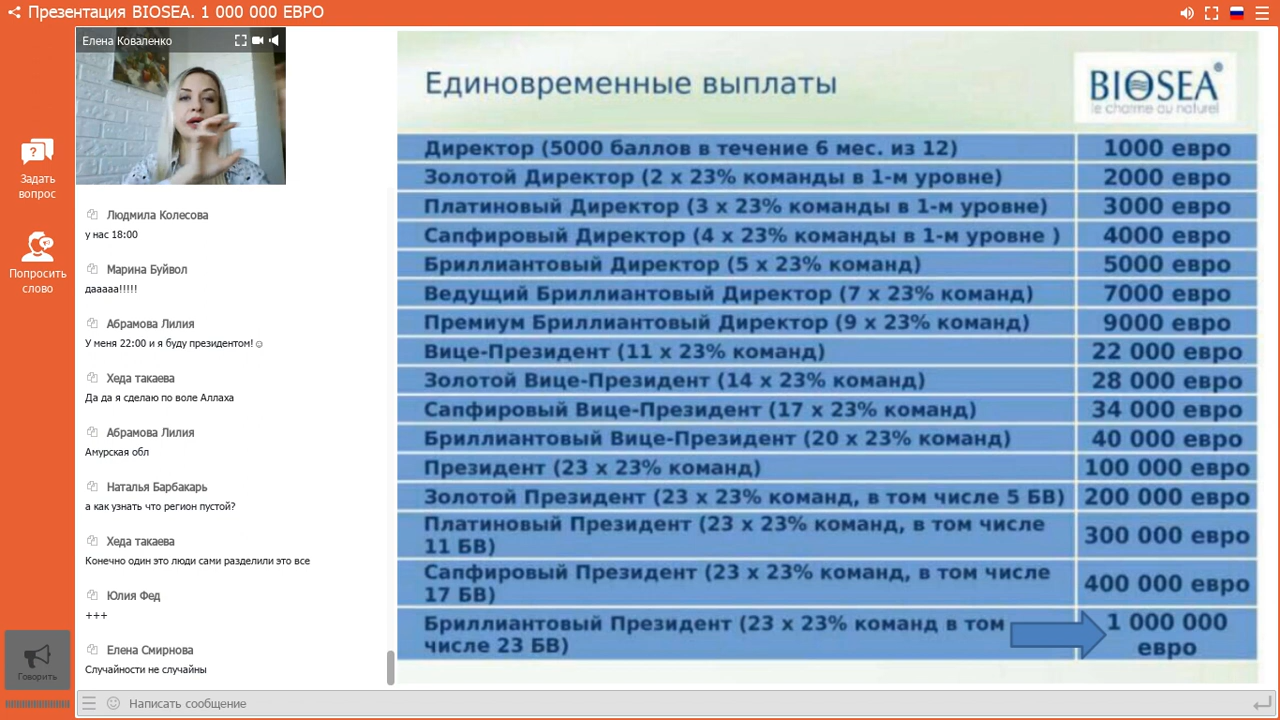 Презентация BIOSEA. 1 000 000 ЕВРО
Елена Коваленко
Задать
вопрос
Попросить
слово
Говорить
Людмила Колесова
у нас 18:00
Марина Буйвол
дааааа!!!!!
Абрамова Лилия
У меня 22:00 и я буду президентом!☺
Хеда такаева
Да да я сделаю по воле Аллаха
Абрамова Лилия
Амурская обл
Наталья Барбакарь
а как узнать что регион пустой?
Хеда такаева
Конечно один это люди сами разделили это все
Юлия Фед
+++
Елена Смирнова
Случайности не случайны
Написать сообщение
Единовременные выплаты
BIOSEA®
le charme au naturel
Директор (5000 баллов в течение 6 мес. из 12) 1000 евро
Золотой Директор (2 х 23% команды в 1-м уровне) 2000 евро
Платиновый Директор (3 х 23% команды в 1-м уровне) 3000 евро
Сапфировый Директор (4 х 23% команды в 1-м уровне ) 4000 евро
Бриллиантовый Директор (5 х 23% команд) 5000 евро
Ведущий Бриллиантовый Директор (7 х 23% команд) 7000 евро
Премиум Бриллиантовый Директор (9 х 23% команд) 9000 евро
Вице-Президент (11 х 23% команд) 22 000 евро
Золотой Вице-Президент (14 х 23% команд) 28 000 евро
Сапфировый Вице-Президент (17 х 23% команд) 34 000 евро
Бриллиантовый Вице-Президент (20 х 23% команд) 40 000 евро
Президент (23 х 23% команд) 100 000 евро
Золотой Президент (23 х 23% команд, в том числе 5 БВ) 200 000 евро
Платиновый Президент (23 х 23% команд, в том числе
11 БВ) 300 000 евро
Сапфировый Президент (23 х 23% команд, в том числе
17 БВ) 400 000 евро
Бриллиантовый Президент (23 х 23% команд в том
числе 23 БВ)
1 000 000
евро